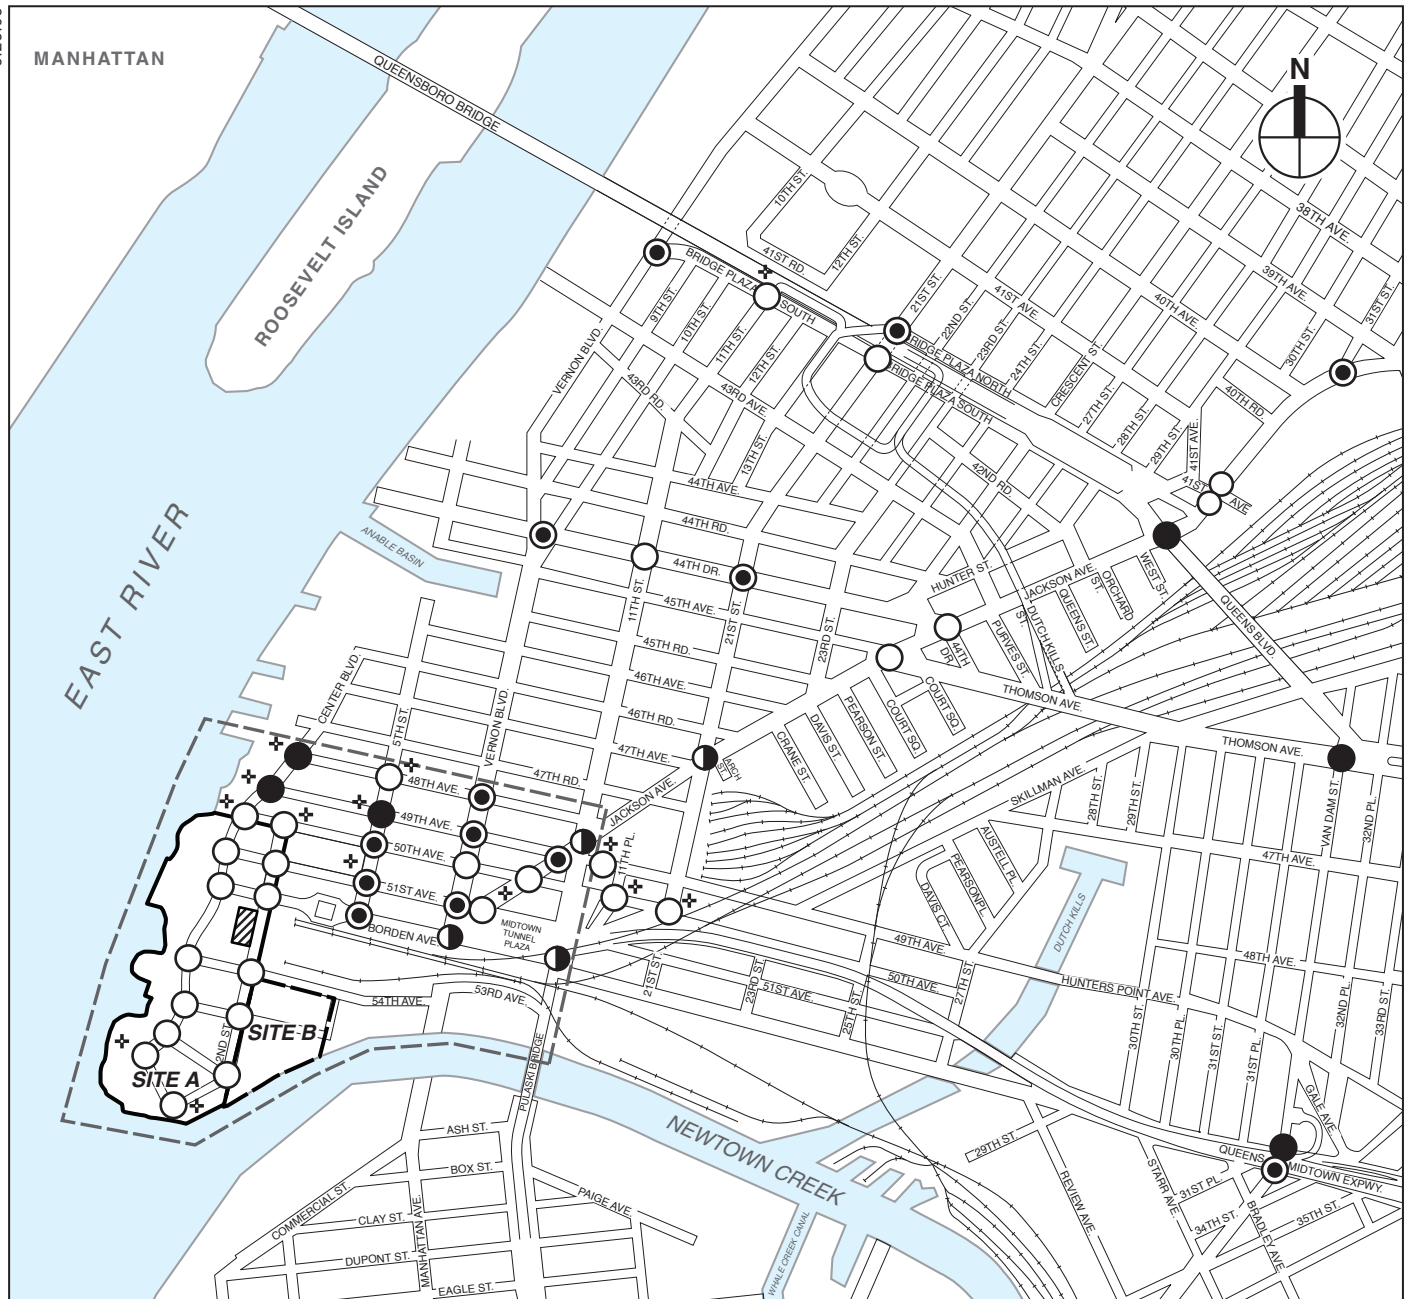 MANHATTAN
QUEENSBORO BRIDGE
N
ROOSEVELT ISLAND
10TH ST.
38TH AVE.
41ST RD.
12TH ST.
39TH AVE.
BRIDGE PLAZA
SOUTH
9TH ST.
10TH ST.
11TH ST.
12TH ST.
21ST ST.
22ND ST.
23RD ST.
24TH ST.
41ST AVE.
40TH AVE.
31ST ST.
30TH ST.
VERNON BLVD.
43RD RD.
43RD AVE.
BRIDGE PLAZA NORTH
BRIDGE PLAZA SOUTH
CRESCENT ST.
27TH ST.
28TH ST.
29TH ST.
40TH RD.
41ST AVE.
41ST AVE
13TH ST.
42ND RD.
44TH AVE.
44TH RD.
EAST RIVER
ANABLE BASIN
44TH DR.
HUNTER ST.
JACKSON AVE.
ORCHARD ST.
WEST ST.
QUEENS ST.
QUEENS BLVD.
11TH ST.
45TH AVE.
21ST ST.
23RD ST.
45TH RD.
46TH AVE.
46TH RD.
44TH DR.
PURVES ST.
DUTCH KILLS ST.
THOMSON AVE.
CENTER BLVD.
5TH ST.
VERNON BLVD.
47TH AVE.
ARCH ST.
CRANE ST.
DAVIS ST.
PEARSON ST.
COURT SQ.
COURT SQ.
THOMSON AVE.
47TH RD.
48TH AVE.
JACKSON AVE.
SKILLMAN AVE.
28TH ST.
29TH ST.
VAN DAM ST.
32ND PL.
49TH AVE.
50TH AVE.
11TH PL.
AUSTELL PL.
PEARSON PL.
DAVIS CT.
47TH AVE.
51ST AVE.
BORDEN AVE.
MIDTOWN
TUNNEL
PLAZA
DUTCH KILLS
49TH AVE.
48TH AVE.
21ST ST.
23RD ST.
51ST AVE.
50TH AVE.
25TH ST.
27TH ST.
HUNTERS POINT AVE.
54TH AVE.
53RD AVE.
30TH ST.
30TH PL.
31ST ST.
31ST PL.
32ND PL.
33RD ST.
2ND ST.
SITE B
SITE A
PULASKI BRIDGE
GALE AVE.
ASH ST.
NEWTOWN CREEK
29TH ST.
QUEENS
MIDTOWN EXPWY.
BOX ST.
COMMERCIAL ST.
PAIGE AVE.
REVIEW AVE.
STARR AVE.
31ST PL.
34TH ST.
BRADLEY AVE.
35TH ST.
CLAY ST.
MANHATTAN AVE.
DUPONT ST.
EAGLE ST.
WHALE CREEK CANAL